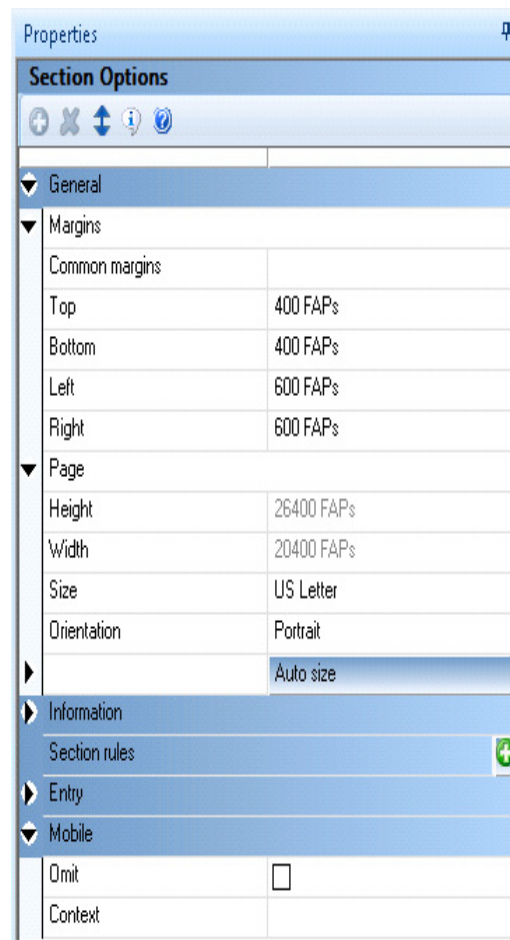 Properties
Section Options
General
Margins
Common margins
Top 400 FAPs
Bottom 400 FAPs
Left 600 FAPs
Right 600 FAPs
Page
Height 26400 FAPs
Width 20400 FAPs
Size US Letter
Orientation Portrait
Auto size
Information
Section rules
Entry
Mobile
Omit
Context